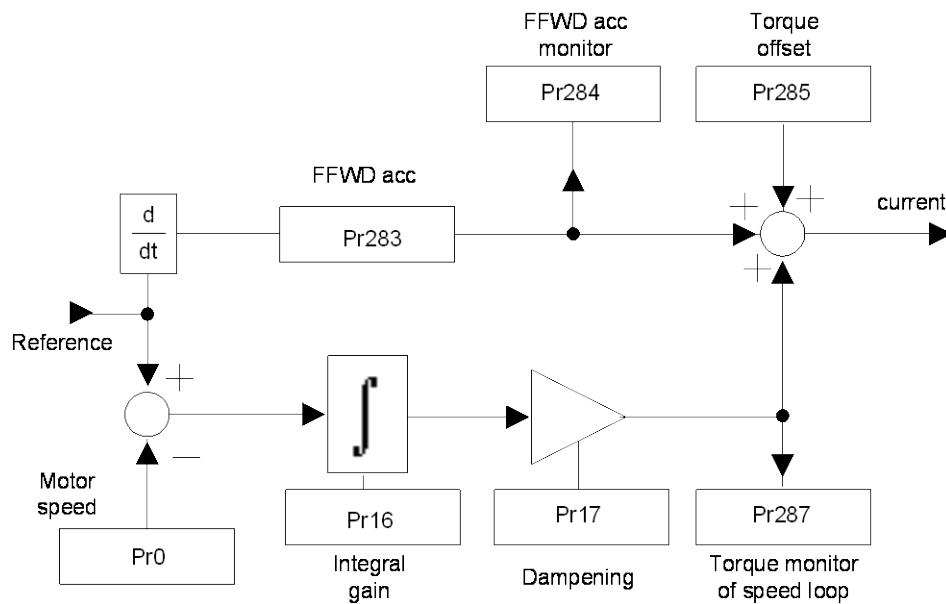 FFWD acc
monitor
Pr284
Torque
offset
Pr285
FFWD acc
Pr283
d
dt
+
+
+
current
Reference
+
−
∫
Motor
speed
Pr0
Pr16
Integral
gain
Pr17
Dampening
Pr287
Torque monitor
of speed loop